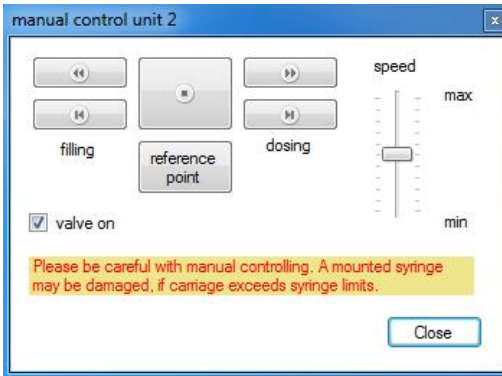 manual control unit 2
x
speed
max
filling
reference
point
dosing
valve on
min
Please be careful with manual controlling. A mounted syringe
may be damaged, if carriage exceeds syringe limits.
Close